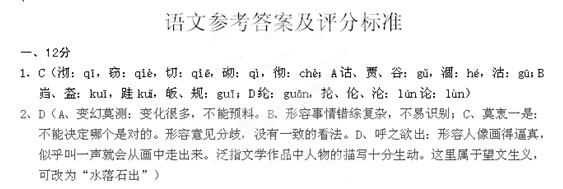 语文参考答案及评分标准
一、12分
1. C（沏：qī，窃：qiè，切：qiē，砌：qì，彻：chè；A诂、贾、谷：gǔ，涸：hé，沽：gū；B
岿、盔：kuī，跬kuǐ，皈、规：guī；D纶：guān，抡、伦、沦：lún论：lùn）
2、D（A、变幻莫测：变化很多，不能预料。B、形容事情错综复杂，不易识别；C、莫衷一是：
不能决定哪个是对的。形容意见分歧，没有一致的看法。D、呼之欲出：形容人像画得逼真，
似乎叫一声就会从画中走出来。泛指文学作品中人物的描写十分生动。这里属于望文生义，
可改为“水落石出”）